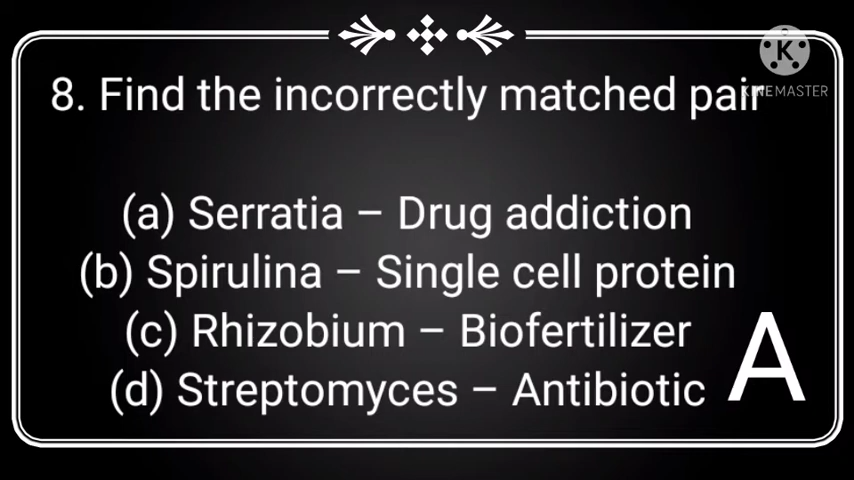 8. Find the incorrectly matched pair
K
KINEMASTER
(a) Serratia – Drug addiction
(b) Spirulina – Single cell protein
(c) Rhizobium – Biofertilizer
(d) Streptomyces – Antibiotic
A